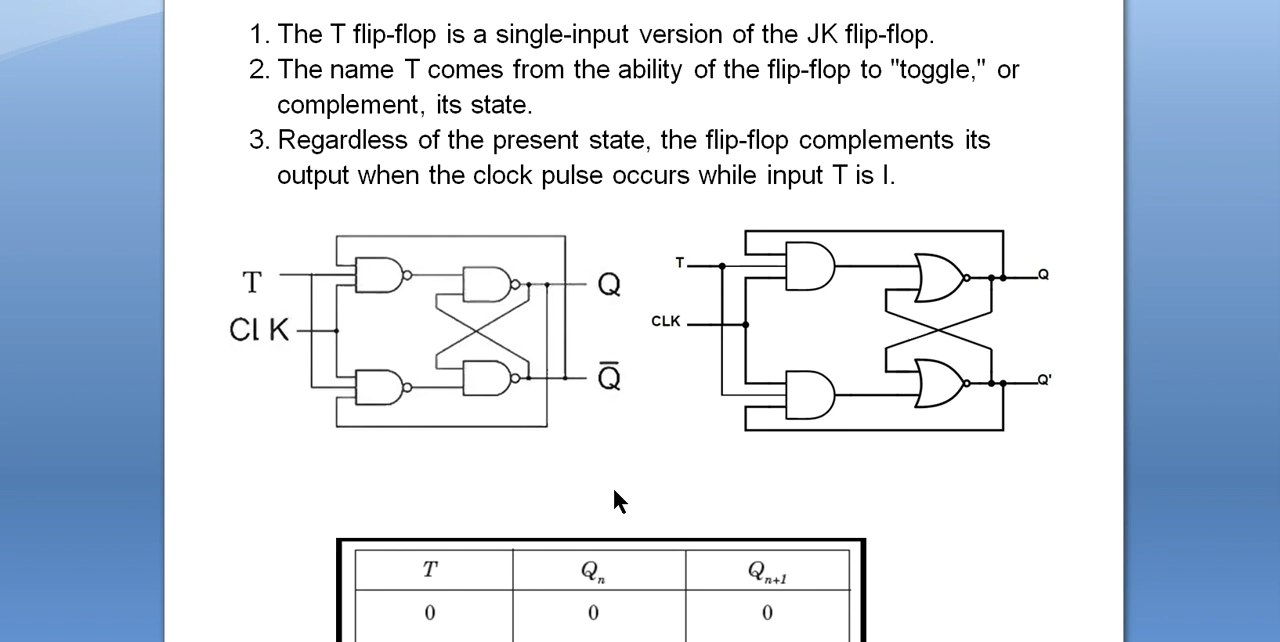 1. The T flip-flop is a single-input version of the JK flip-flop.
2. The name T comes from the ability of the flip-flop to "toggle," or
complement, its state.
3. Regardless of the present state, the flip-flop complements its
output when the clock pulse occurs while input T is I.
T
Cl K
Q
Q̅
T
CLK
Q
Q'
T Qn Qn+1
0 0 0